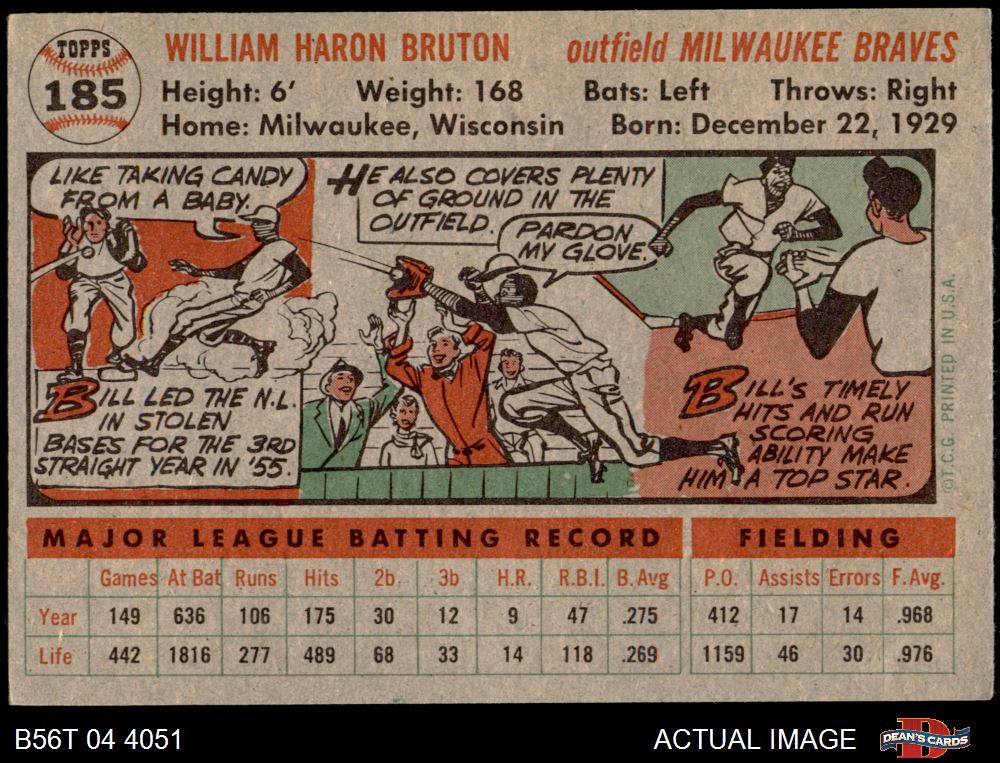 TOPPS
185
WILLIAM HARON BRUTON outfield MILWAUKEE BRAVES
Height: 6' Weight: 168 Bats: Left Throws: Right
Home: Milwaukee, Wisconsin Born: December 22, 1929
LIKE TAKING CANDY
FROM A BABY.
BILL LED THE N.L.
IN STOLEN
BASES FOR THE 3RD
STRAIGHT YEAR IN '55.
HE ALSO COVERS PLENTY
OF GROUND IN THE
OUTFIELD.
PARDON
MY GLOVE.
BILL'S TIMELY
HITS AND RUN
SCORING
ABILITY MAKE
HIM A TOP STAR.
©T.C.G. PRINTED IN U.S.A.
MAJOR LEAGUE BATTING RECORD FIELDING
Games At Bat Runs Hits 2b 3b H.R. R.B.I. B. Avg P.O. Assists Errors F. Avg.
Year 149 636 106 175 30 12 9 47 .275 412 17 14 .968
Life 442 1816 277 489 68 33 14 118 .269 1159 46 30 .976
B56T 04 4051 ACTUAL IMAGE
D
DEAN'S CARDS